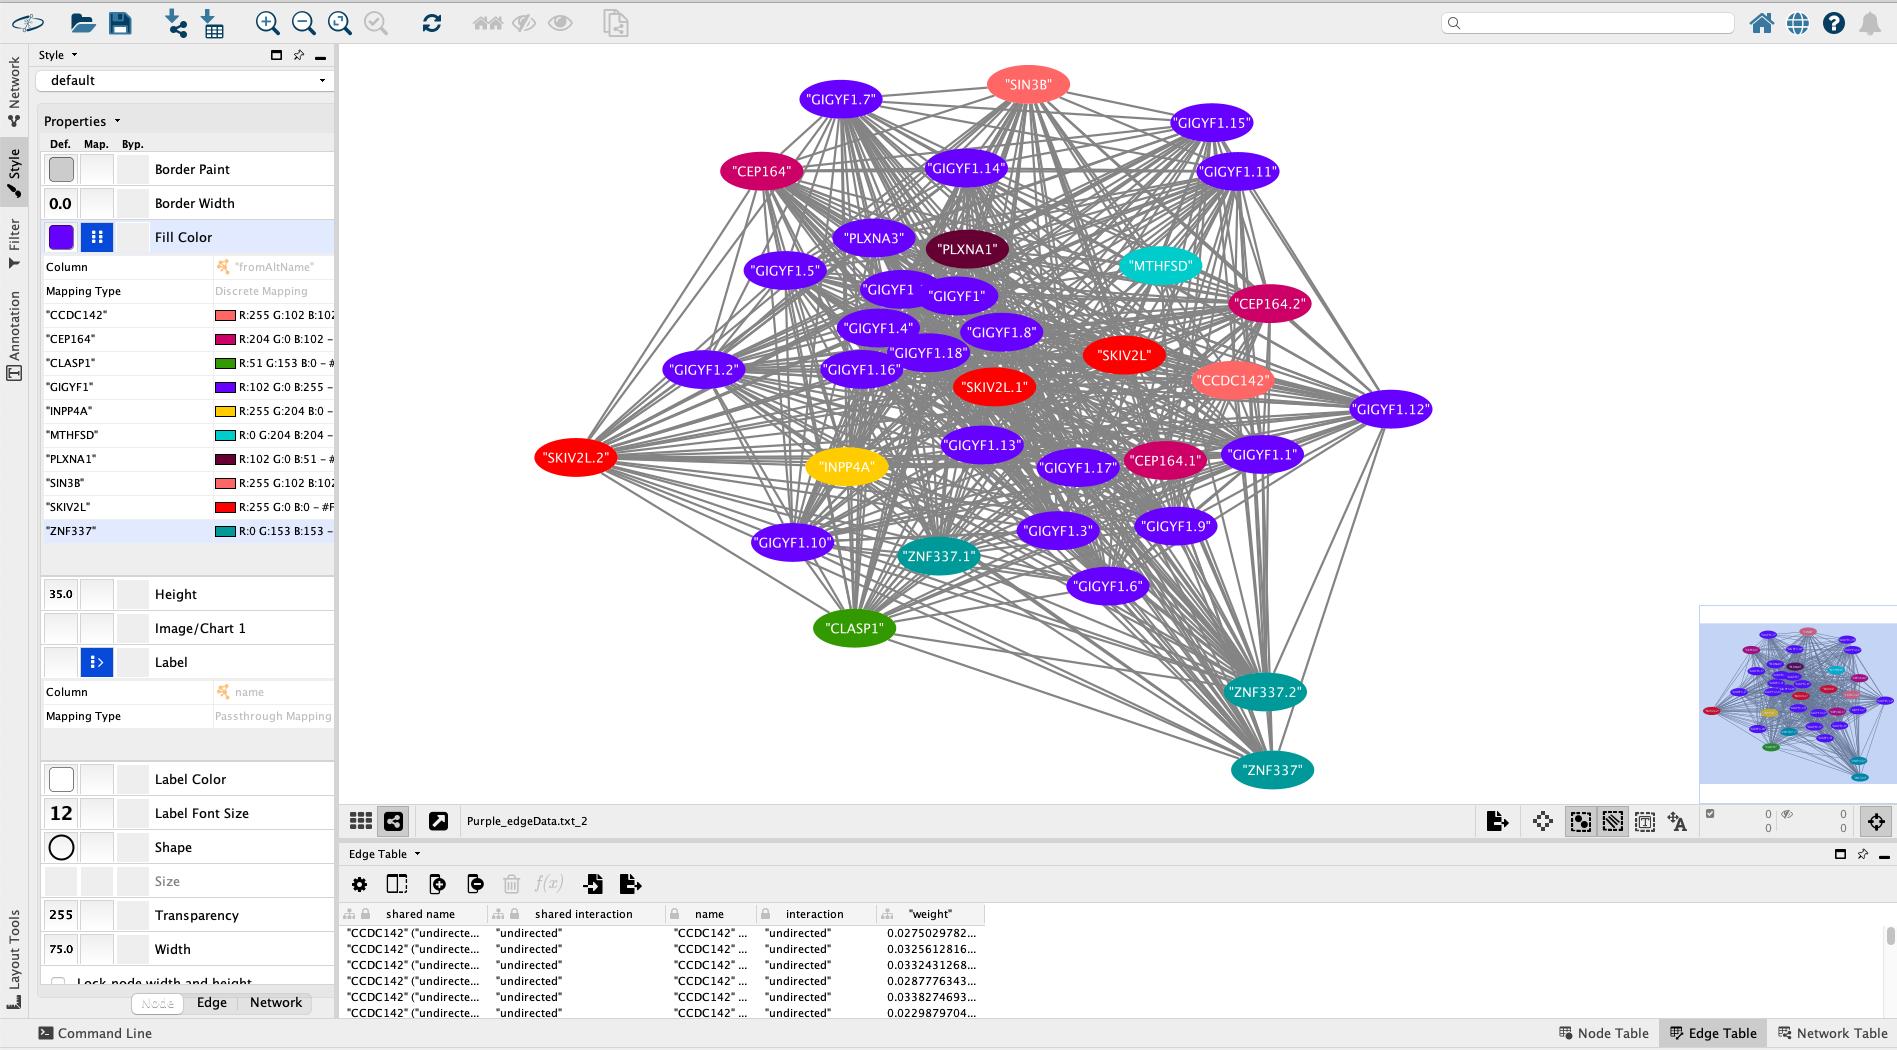 Style
default
Properties
Def. Map. Byp.
Border Paint
0.0 Border Width
Fill Color
Column "fromAltName"
Mapping Type Discrete Mapping
"CCDC142" R:255 G:102 B:102
"CEP164" R:204 G:0 B:102 -
"CLASP1" R:51 G:153 B:0 - #
"GIGYF1" R:102 G:0 B:255 -
"INPP4A" R:255 G:204 B:0 -
"MTHFSD" R:0 G:204 B:204 -
"PLXNA1" R:102 G:0 B:51 - #
"SIN3B" R:255 G:102 B:102
"SKIV2L" R:255 G:0 B:0 - #F
"ZNF337" R:0 G:153 B:153 -
35.0 Height
Image/Chart 1
Label
Column name
Mapping Type Passthrough Mapping
Label Color
12 Label Font Size
Shape
Size
255 Transparency
75.0 Width
Lock node width and height
Node Edge Network
Network
Style
Filter
Annotation
Layout Tools
"SIN3B"
"GIGYF1.7"
"GIGYF1.15"
"CEP164"
"GIGYF1.14"
"GIGYF1.11"
"PLXNA3"
"PLXNA1"
"MTHFSD"
"GIGYF1.5"
"GIGYF1
"GIGYF1"
"CEP164.2"
"GIGYF1.4"
"GIGYF1.8"
"GIGYF1.18"
"SKIV2L"
"GIGYF1.2"
"GIGYF1.16"
"SKIV2L.1"
"CCDC142"
"GIGYF1.12"
"GIGYF1.13"
"SKIV2L.2"
"INPP4A"
"GIGYF1.17"
"CEP164.1"
"GIGYF1.1"
"GIGYF1.10"
"ZNF337.1"
"GIGYF1.3"
"GIGYF1.9"
"GIGYF1.6"
"CLASP1"
"ZNF337.2"
"ZNF337"
Purple_edgeData.txt_2
0 0
0 0
Edge Table
f(x)
shared name shared interaction name interaction "weight"
"CCDC142" ("undirecte... "undirected" "CCDC142" ... "undirected" 0.0275029782...
"CCDC142" ("undirecte... "undirected" "CCDC142" ... "undirected" 0.0325612816...
"CCDC142" ("undirecte... "undirected" "CCDC142" ... "undirected" 0.0332431268...
"CCDC142" ("undirecte... "undirected" "CCDC142" ... "undirected" 0.0287776343...
"CCDC142" ("undirecte... "undirected" "CCDC142" ... "undirected" 0.0338274693...
"CCDC142" ("undirecte... "undirected" "CCDC142" ... "undirected" 0.0229879704...
Command Line
Node Table Edge Table Network Table